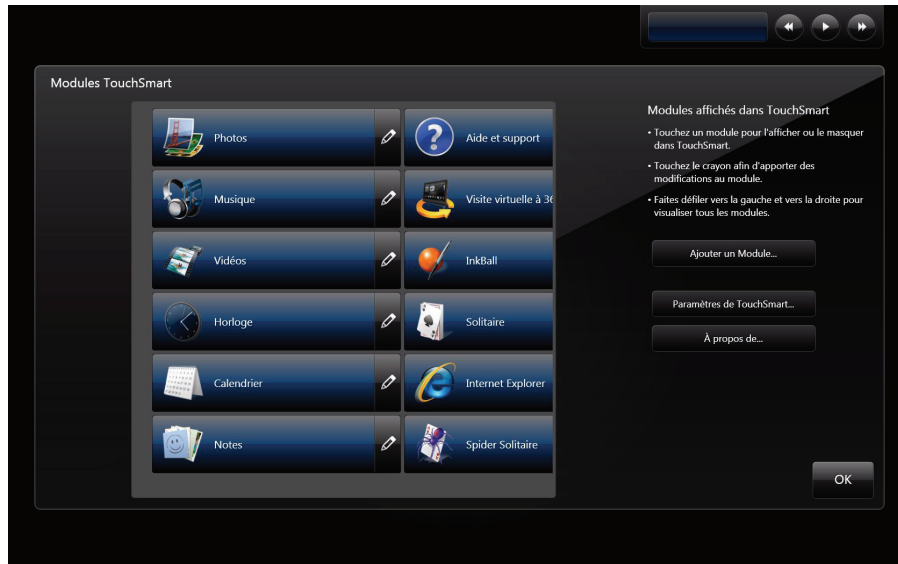 Modules TouchSmart
Photos
Aide et support
Musique
Visite virtuelle à 36
Vidéos
InkBall
Horloge
Solitaire
Calendrier
Internet Explorer
Notes
Spider Solitaire
Modules affichés dans TouchSmart
• Touchez un module pour l'afficher ou le masquer
dans TouchSmart.
• Touchez le crayon afin d'apporter des
modifications au module.
• Faites défiler vers la gauche et vers la droite pour
visualiser tous les modules.
Ajouter un Module...
Paramètres de TouchSmart...
À propos de...
OK